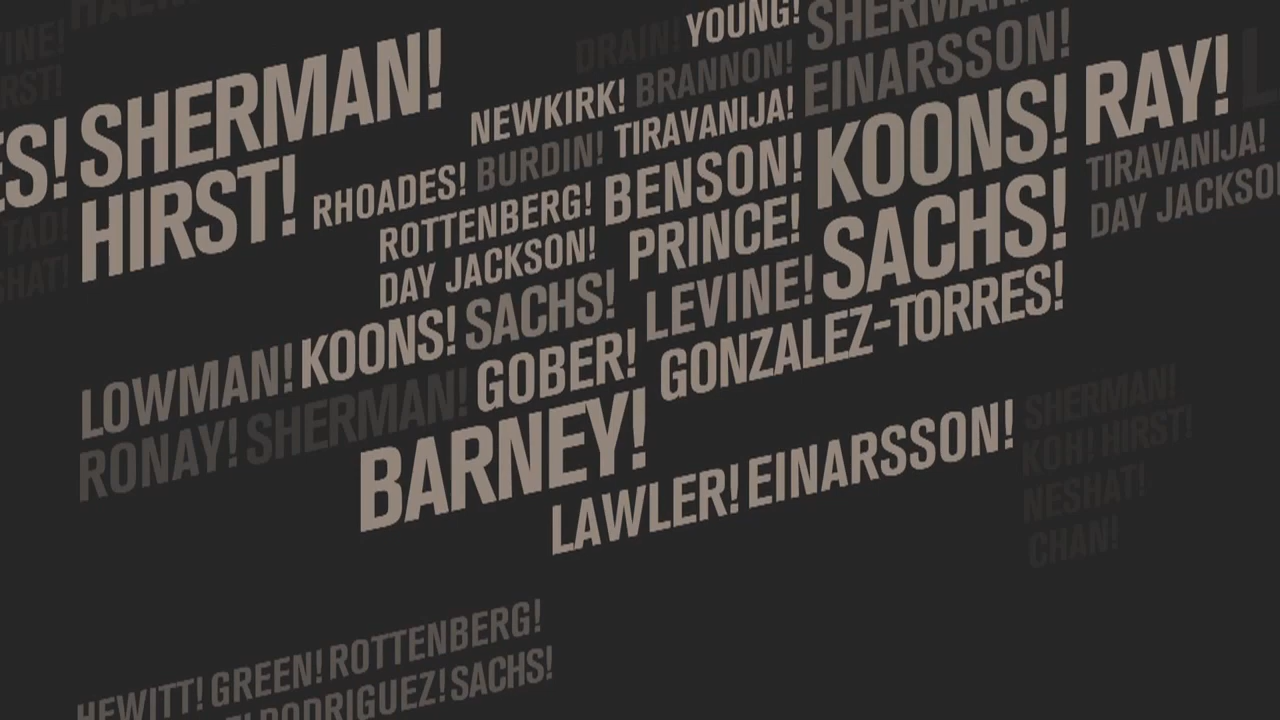 DRAIN! YOUNG! SHERMAN!
SHERMAN! NEWKIRK! BRANNON! EINARSSON!
HIRST! RHOADES! BURDIN! TIRAVANIJA! KOONS! RAY!
ROTTENBERG! BENSON! SACHS! TIRAVANIJA!
DAY JACKSON! PRINCE! DAY JACKSO
LOWMAN! KOONS! SACHS! LEVINE!
RONAY! SHERMAN! GOBER! GONZALEZ-TORRES!
BARNEY!
LAWLER! EINARSSON!
SHERMAN!
KOH! HIRST!
NESHAT!
CHAN!
HEWITT! GREEN! ROTTENBERG!
RODRIGUEZ! SACHS!